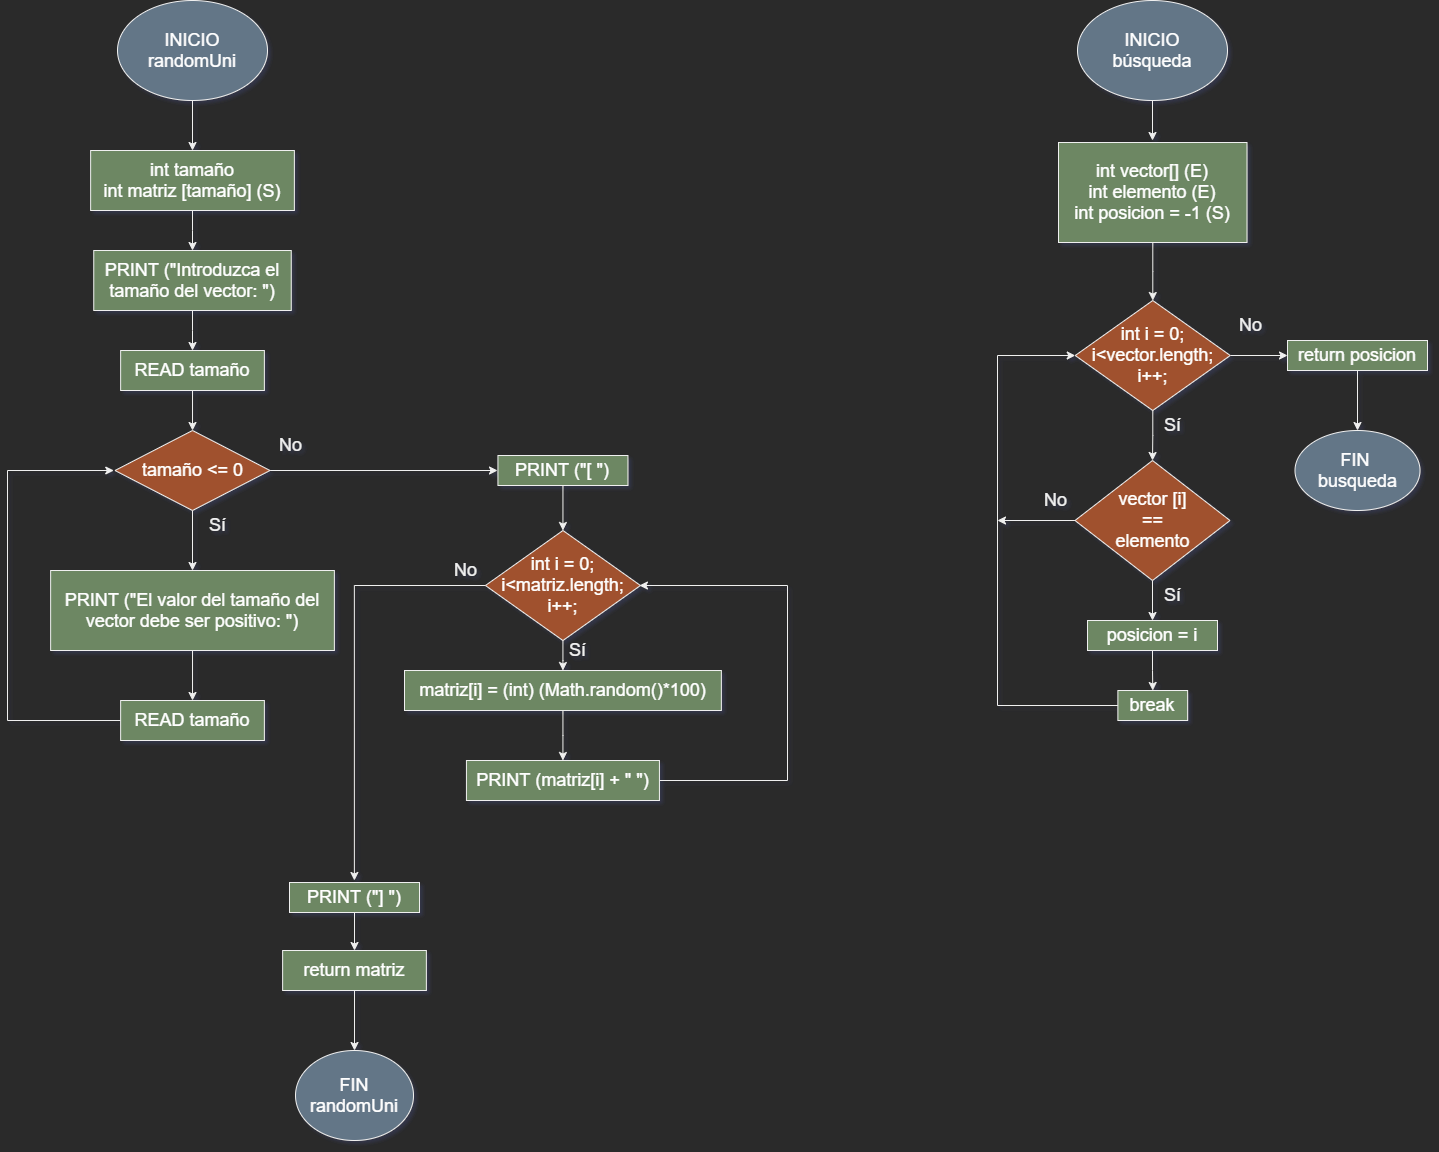 INICIO
randomUni
int tamaño
int matriz [tamaño] (S)
PRINT ("Introduzca el
tamaño del vector: ")
READ tamaño
tamaño <= 0
No
Sí
PRINT ("El valor del tamaño del
vector debe ser positivo: ")
READ tamaño
PRINT ("[ ")
int i = 0;
i<matriz.length;
i++;
No
Sí
matriz[i] = (int) (Math.random()*100)
PRINT (matriz[i] + " ")
PRINT ("] ")
return matriz
FIN
randomUni
INICIO
búsqueda
int vector[] (E)
int elemento (E)
int posicion = -1 (S)
int i = 0;
i<vector.length;
i++;
No
return posicion
FIN
busqueda
Sí
vector [i]
==
elemento
No
Sí
posicion = i
break